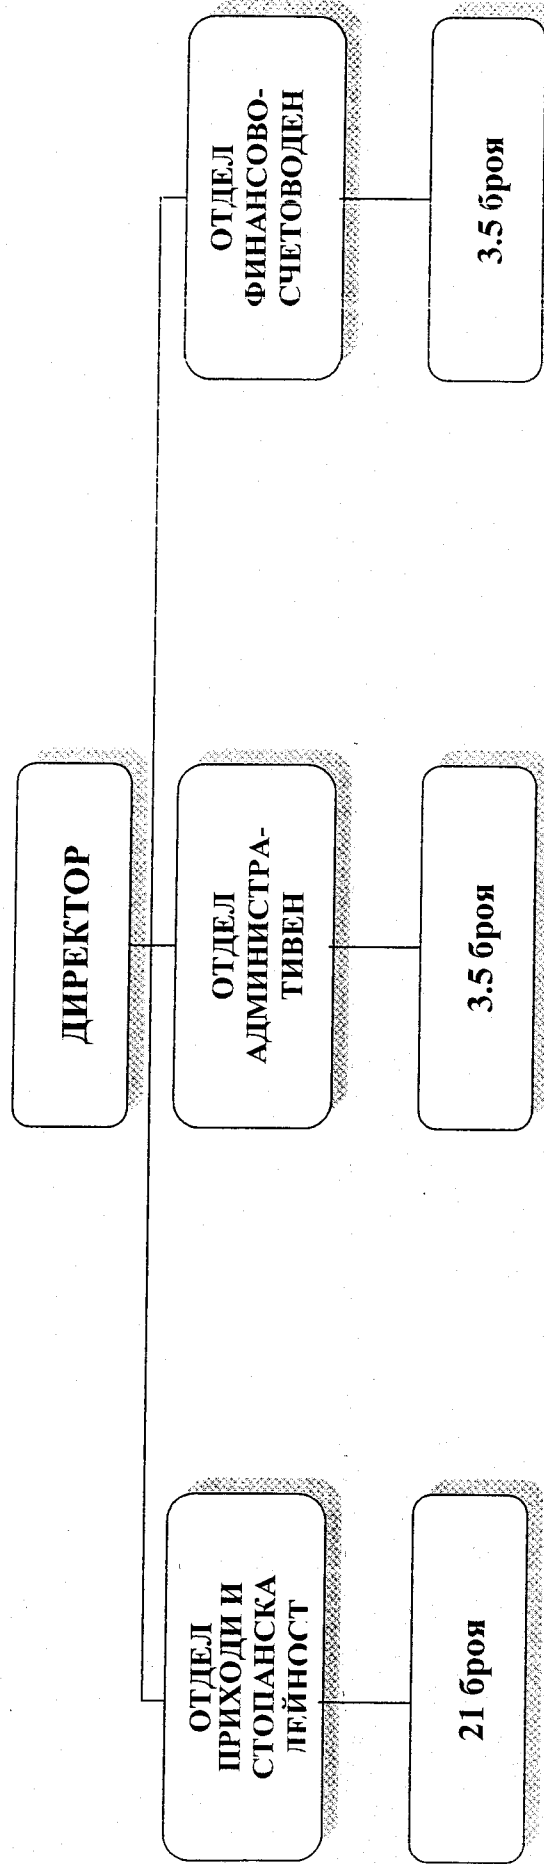 ДИРЕКТОР
ОТДЕЛ
ПРИХОДИ И
СТОПАНСКА
ДЕЙНОСТ
ОТДЕЛ
АДМИНИСТРА-
ТИВЕН
ОТДЕЛ
ФИНАНСОВО-
СЧЕТОВОДЕН
21 броя
3.5 броя
3.5 броя